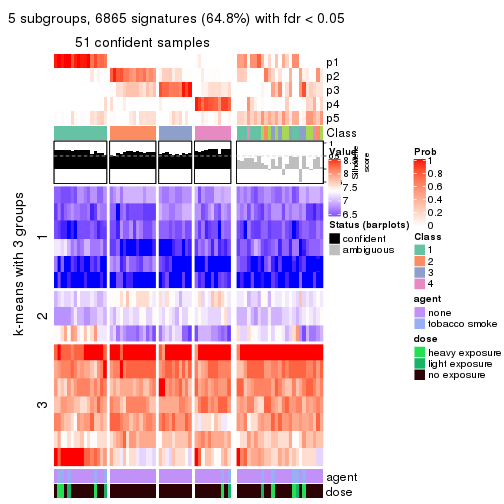 5 subgroups, 6865 signatures (64.8%) with fdr < 0.05
51 confident samples
p1
p2
p3
p4
p5
Class
1
Silhouette
score
k-means with 3 groups
1
2
3
agent
dose
Value
8
7.5
7
6.5
Status (barplots)
confident
ambiguous
Prob
1
0.8
0.6
0.4
0.2
0
Class
1
2
3
4
agent
none
tobacco smoke
dose
heavy exposure
light exposure
no exposure